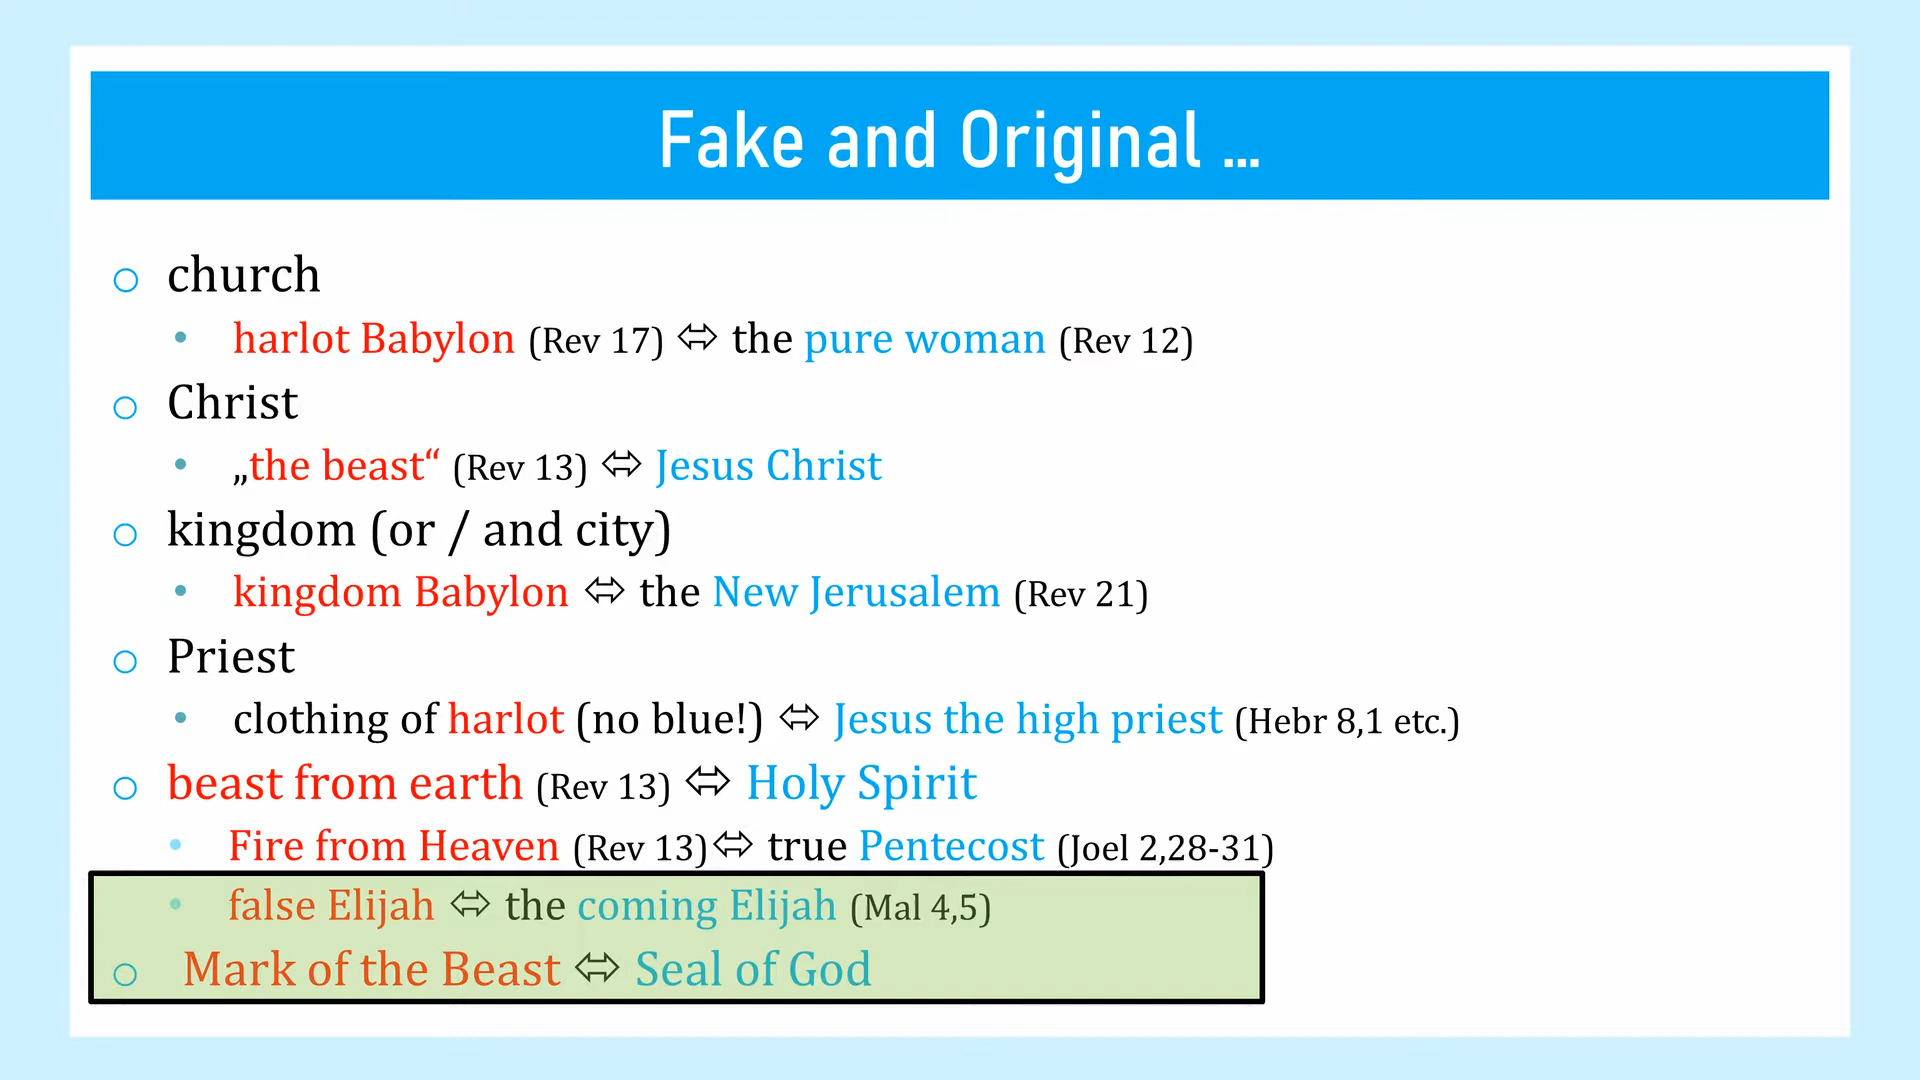 Fake and Original ...
o church
• harlot Babylon (Rev 17) ⬄ the pure woman (Rev 12)
o Christ
• „the beast“ (Rev 13) ⬄ Jesus Christ
o kingdom (or / and city)
• kingdom Babylon ⬄ the New Jerusalem (Rev 21)
o Priest
• clothing of harlot (no blue!) ⬄ Jesus the high priest (Hebr 8,1 etc.)
o beast from earth (Rev 13) ⬄ Holy Spirit
• Fire from Heaven (Rev 13)⬄ true Pentecost (Joel 2,28-31)
• false Elijah ⬄ the coming Elijah (Mal 4,5)
o Mark of the Beast ⬄ Seal of God